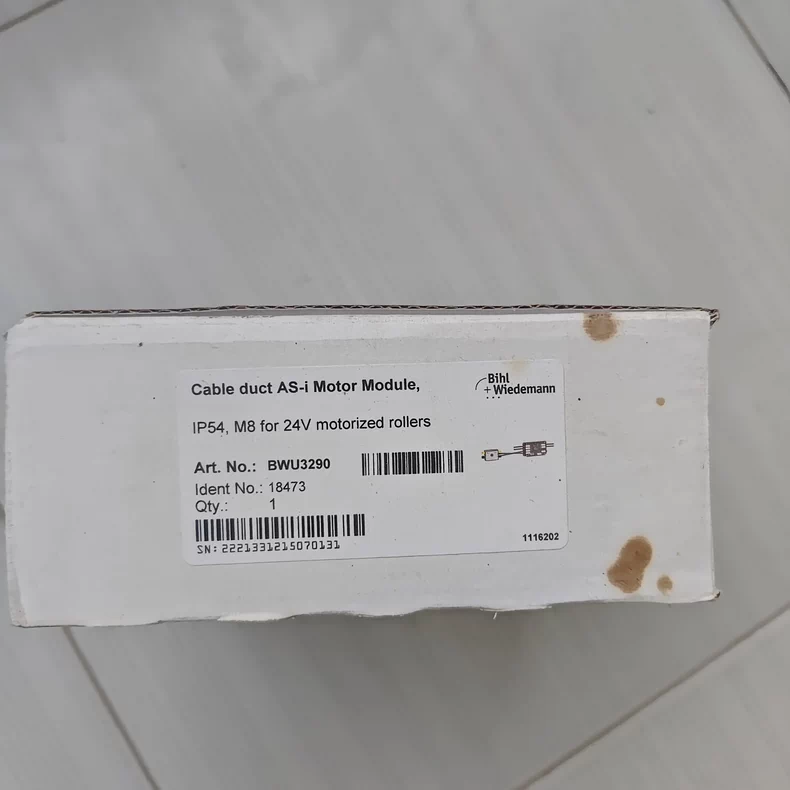 Cable duct AS-i Motor Module,
Bihl
+ Wiedemann
IP54, M8 for 24V motorized rollers
Art. No.: BWU3290
Ident No.: 18473
Qty.: 1
SN: 2221331215070131
1116202